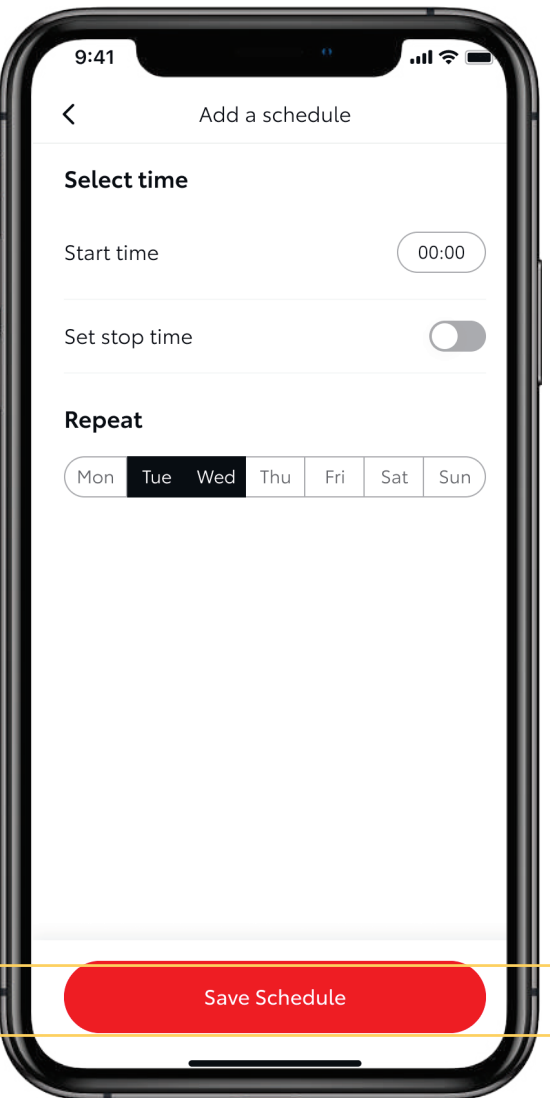 9:41
Add a schedule
Select time
Start time 00:00
Set stop time
Repeat
Mon Tue Wed Thu Fri Sat Sun
Save Schedule